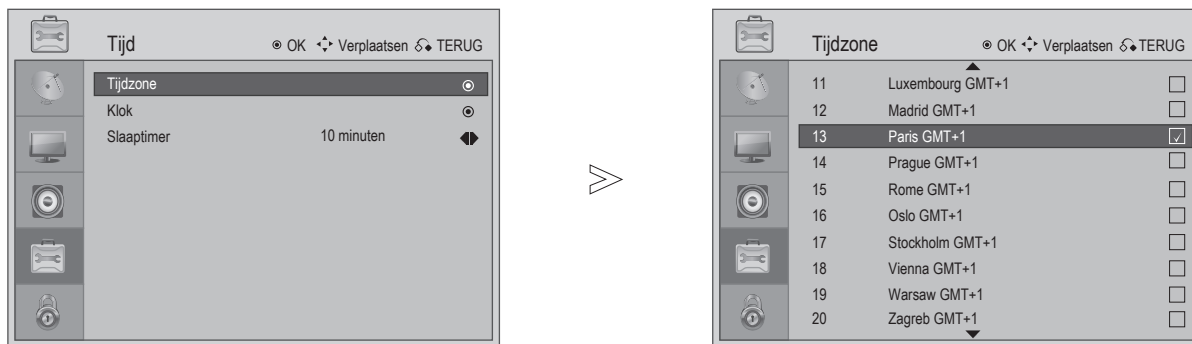 Tijd OK Verplaatsen TERUG
Tijdzone
Klok
Slaaptimer 10 minuten
Tijdzone OK Verplaatsen TERUG
11 Luxembourg GMT+1
12 Madrid GMT+1
13 Paris GMT+1
14 Prague GMT+1
15 Rome GMT+1
16 Oslo GMT+1
17 Stockholm GMT+1
18 Vienna GMT+1
19 Warsaw GMT+1
20 Zagreb GMT+1